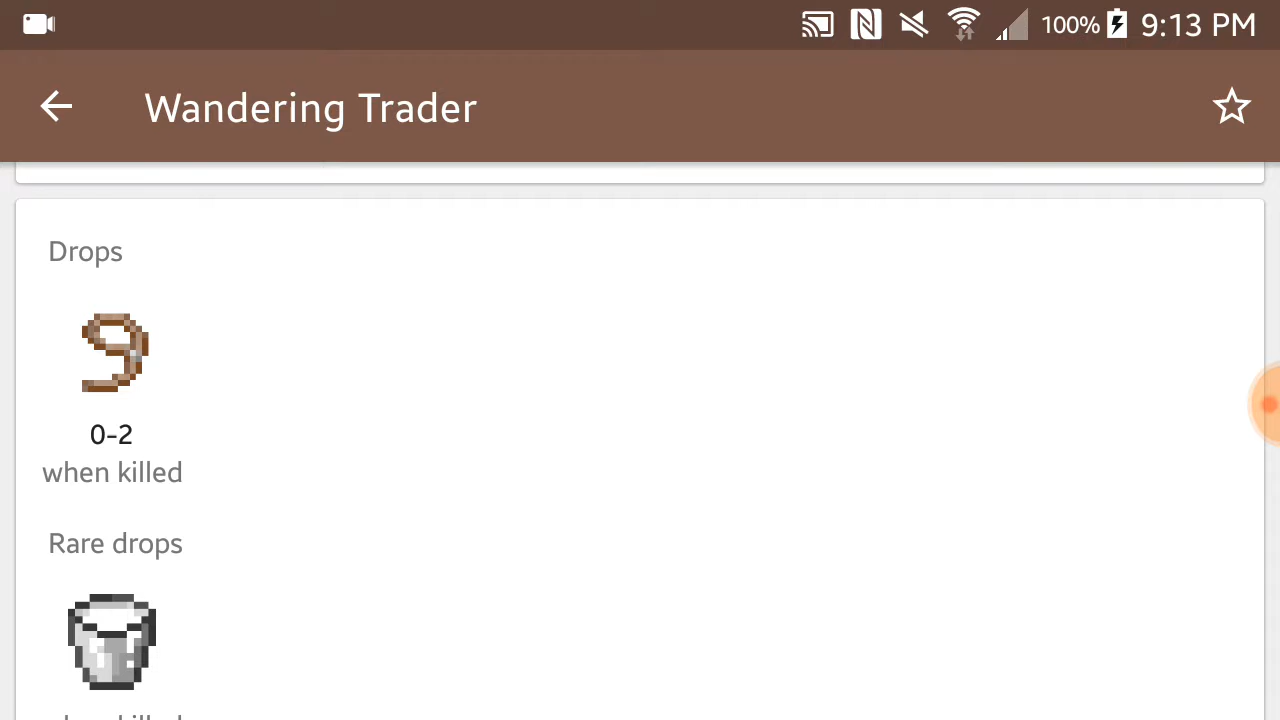 100% 9:13 PM
Wandering Trader
Drops
0-2
when killed
Rare drops